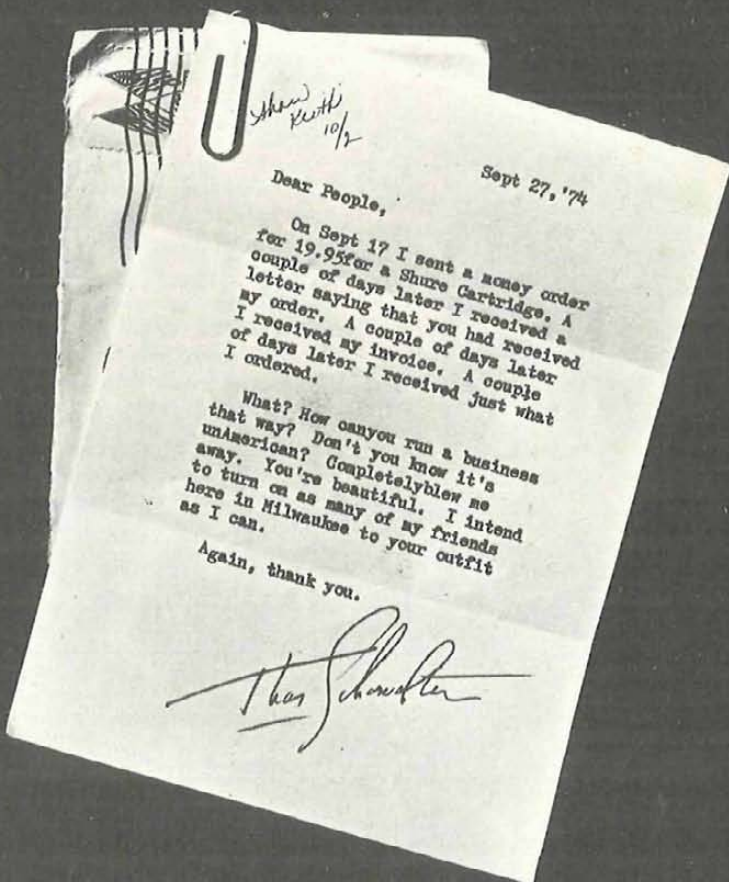 Show
Keith
10/2
Sept 27, '74
Dear People,
On Sept 17 I sent a money order
for 19.95for a Shure Cartridge. A
couple of days later I received a
letter saying that you had received
my order. A couple of days later
I received my invoice. A couple
of days later I received just what
I ordered.
What? How canyou run a business
that way? Don't you know it's
unAmerican? Completelyblew me
away. You're beautiful. I intend
to turn on as many of my friends
here in Milwaukee to your outfit
as I can.
Again, thank you.